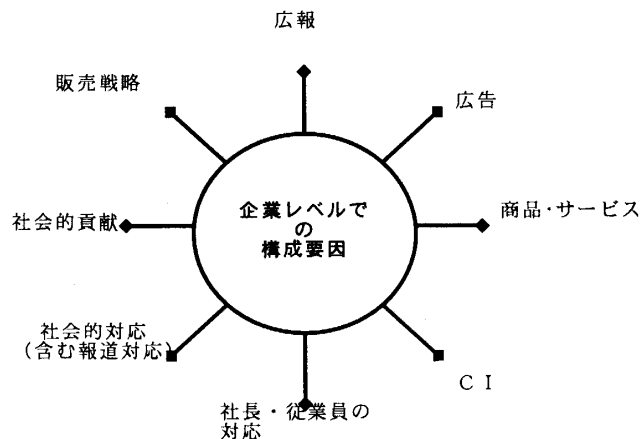 広報
販売戦略
広告
企業レベルで
の
構成要因
社会的貢献
商品・サービス
社会的対応
(含む報道対応)
ＣＩ
社長・従業員の
対応